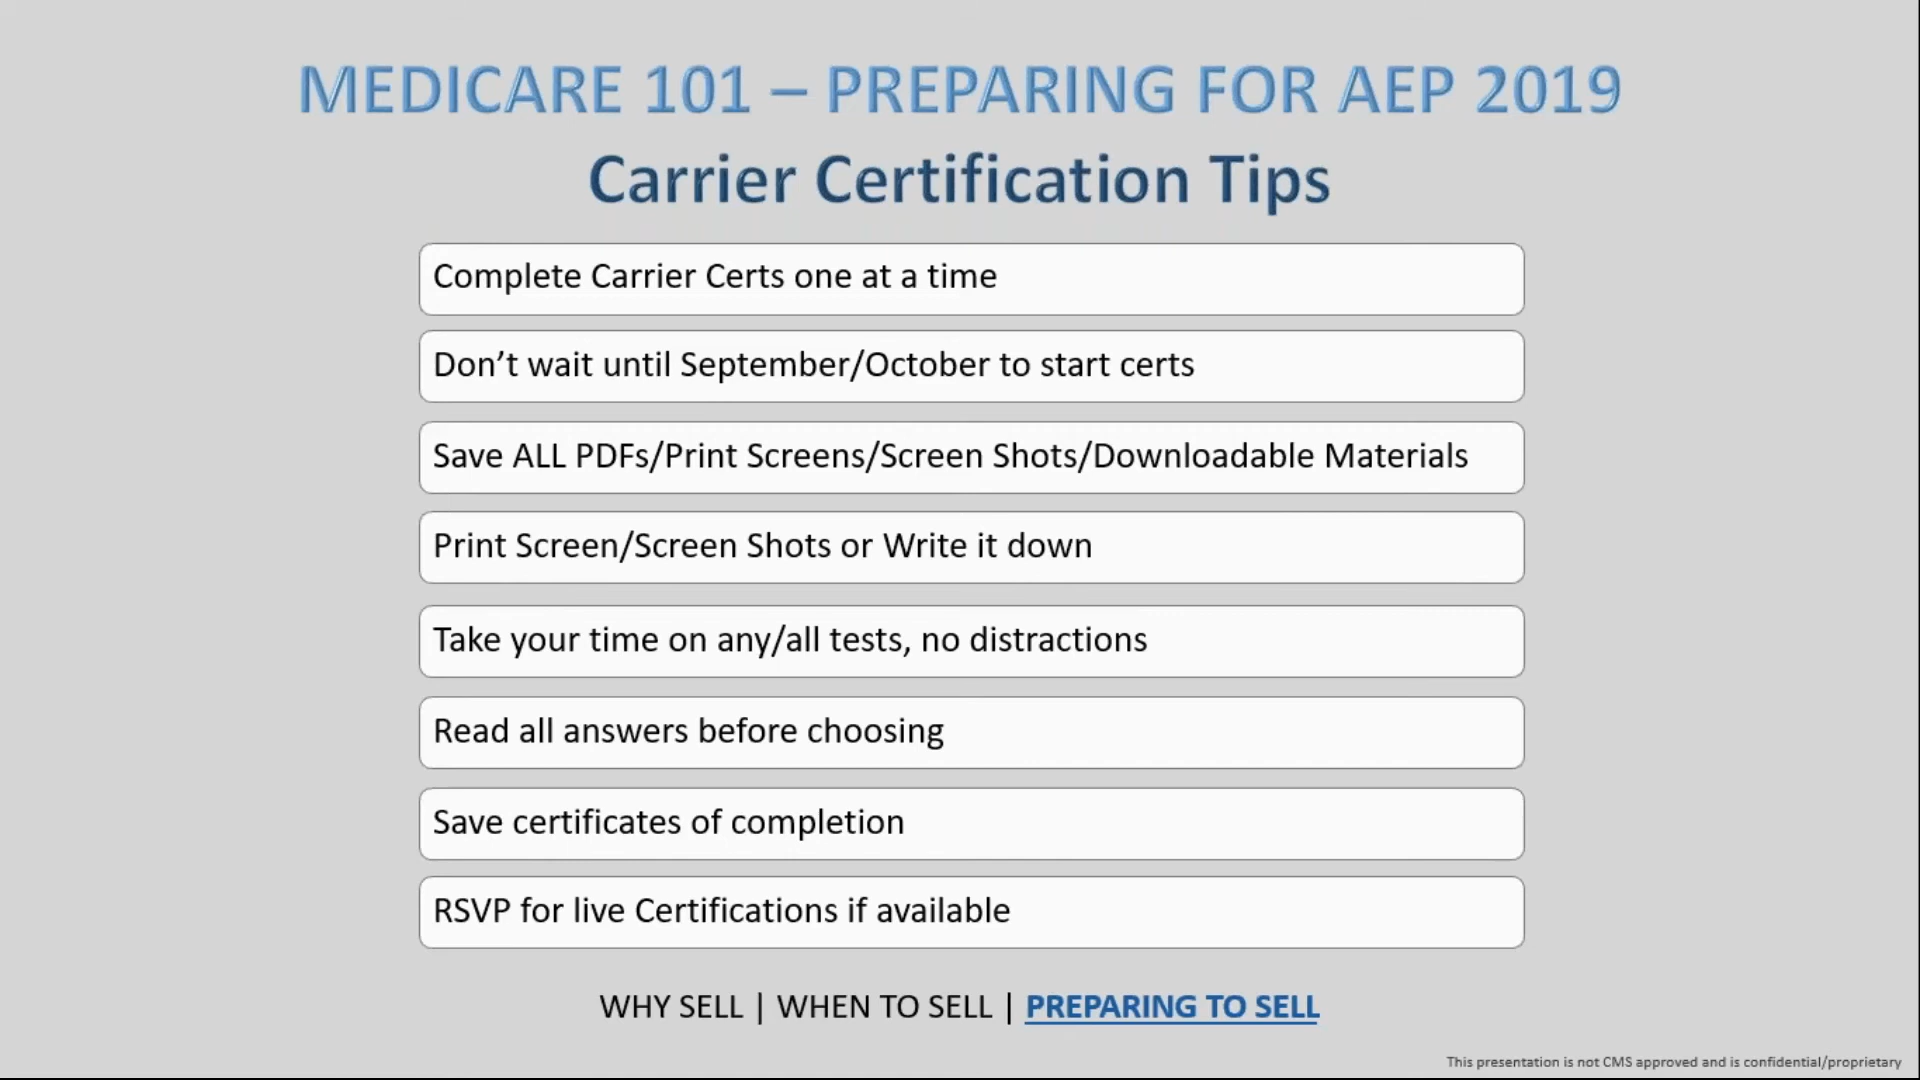 MEDICARE 101 – PREPARING FOR AEP 2019
Carrier Certification Tips
Complete Carrier Certs one at a time
Don’t wait until September/October to start certs
Save ALL PDFs/Print Screens/Screen Shots/Downloadable Materials
Print Screen/Screen Shots or Write it down
Take your time on any/all tests, no distractions
Read all answers before choosing
Save certificates of completion
RSVP for live Certifications if available
WHY SELL | WHEN TO SELL | PREPARING TO SELL
This presentation is not CMS approved and is confidential/proprietary